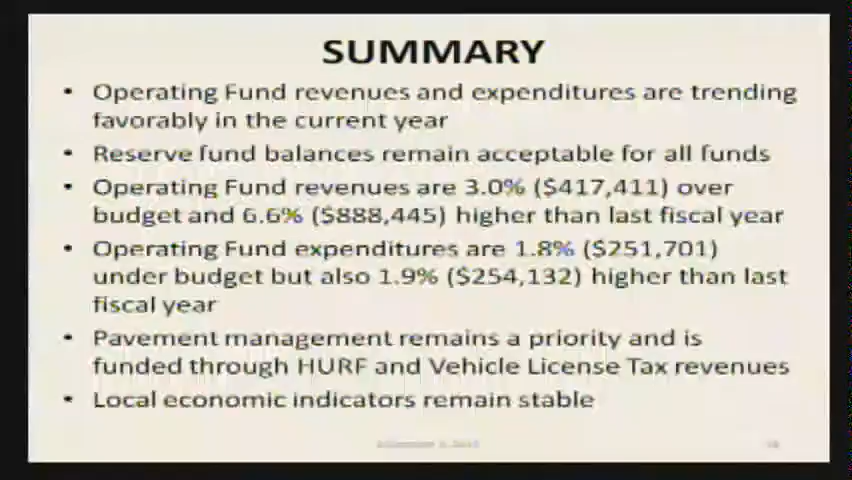 SUMMARY
• Operating Fund revenues and expenditures are trending
favorably in the current year
• Reserve fund balances remain acceptable for all funds
• Operating Fund revenues are 3.0% ($417,411) over
budget and 6.6% ($888,445) higher than last fiscal year
• Operating Fund expenditures are 1.8% ($251,701)
under budget but also 1.9% ($254,132) higher than last
fiscal year
• Pavement management remains a priority and is
funded through HURF and Vehicle License Tax revenues
• Local economic indicators remain stable